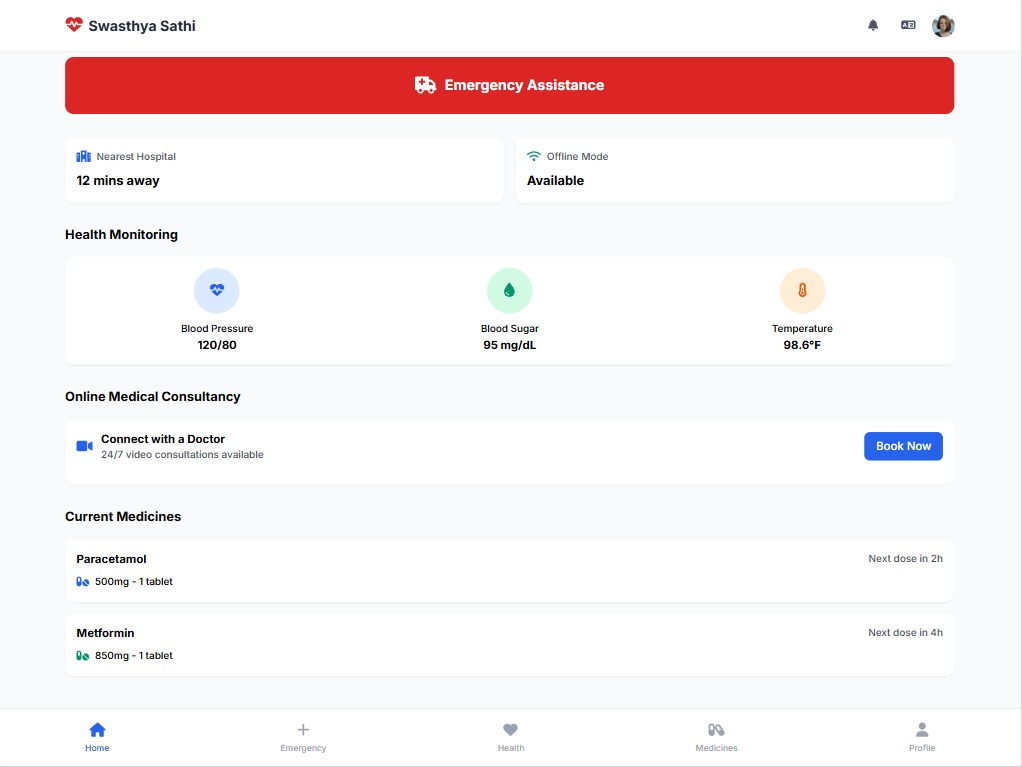 Swasthya Sathi
Emergency Assistance
Nearest Hospital
12 mins away
Offline Mode
Available
Health Monitoring
Blood Pressure
120/80
Blood Sugar
95 mg/dL
Temperature
98.6°F
Online Medical Consultancy
Connect with a Doctor
24/7 video consultations available
Book Now
Current Medicines
Paracetamol
Next dose in 2h
500mg - 1 tablet
Metformin
Next dose in 4h
850mg - 1 tablet
Home
Emergency
Health
Medicines
Profile